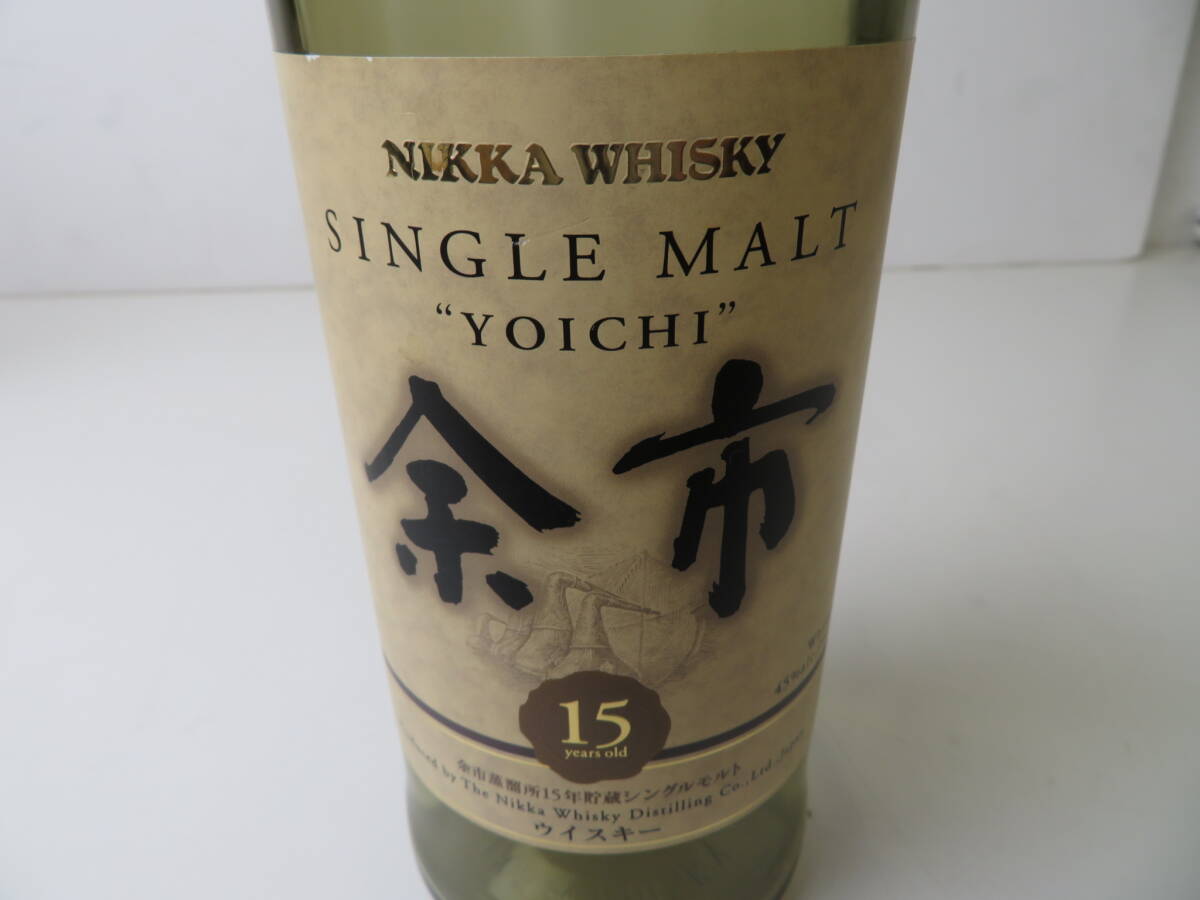 NIKKA WHISKY
SINGLE MALT
“YOICHI”
余市
15
years old
45%
余市蒸溜所15年貯蔵シングルモルト
by The Nikka Whisky Distilling Co.,Ltd.,Japan
ウイスキー